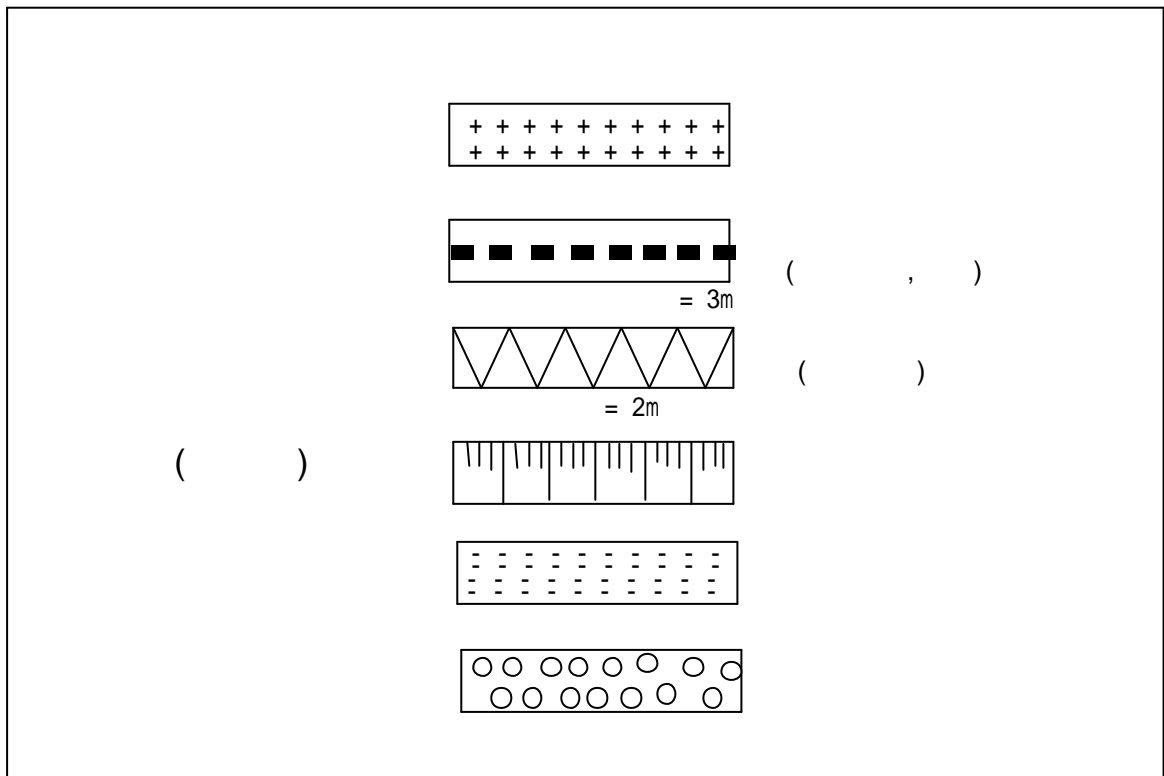 ( , )
= 3m
( )
= 2m
( )